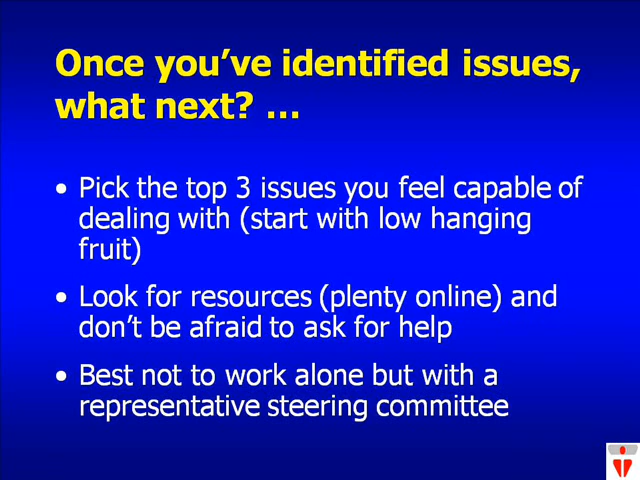 Once you’ve identified issues,
what next? ...
• Pick the top 3 issues you feel capable of
dealing with (start with low hanging
fruit)
• Look for resources (plenty online) and
don’t be afraid to ask for help
• Best not to work alone but with a
representative steering committee